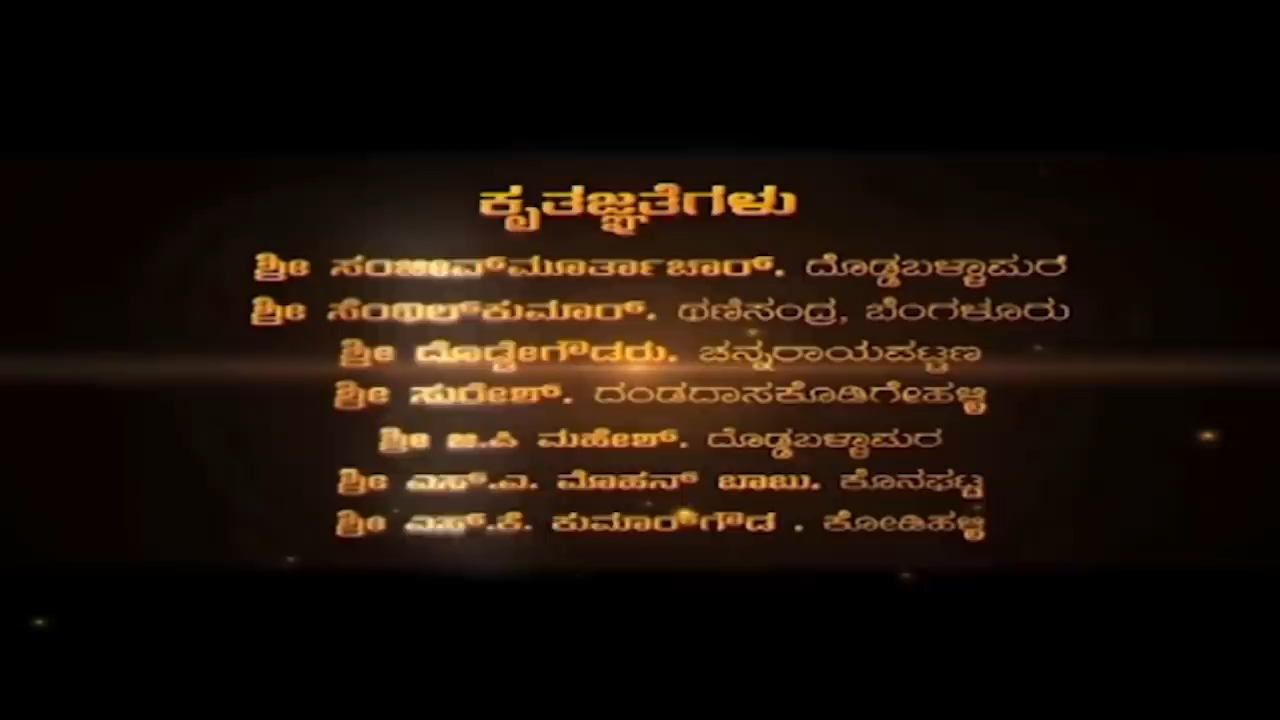 ಕೃತಜ್ಞತೆಗಳು
ಶ್ರೀ ಸಂಜೀವ್‌ಮೂರ್ತಾಚಾರ್. ದೊಡ್ಡಬಳ್ಳಾಪುರ
ಶ್ರೀ ಸೆಂಥಿಲ್‌ಕುಮಾರ್. ಥಣಿಸಂದ್ರ, ಬೆಂಗಳೂರು
ಶ್ರೀ ದೊಡ್ಡೇಗೌಡರು. ಚನ್ನರಾಯಪಟ್ಟಣ
ಶ್ರೀ ಸುರೇಶ್. ದಂಡದಾಸಕೊಡಿಗೇಹಳ್ಳಿ
ಶ್ರೀ ಜಿ.ಪಿ ಮಹೇಶ್. ದೊಡ್ಡಬಳ್ಳಾಪುರ
ಶ್ರೀ ಎಸ್.ಎ. ಮೋಹನ್ ಬಾಬು. ಕೊನಘಟ್ಟ
ಶ್ರೀ ಕುಮಾರ್‌ಗೌಡ . ಕೋಡಿಹಳ್ಳಿ